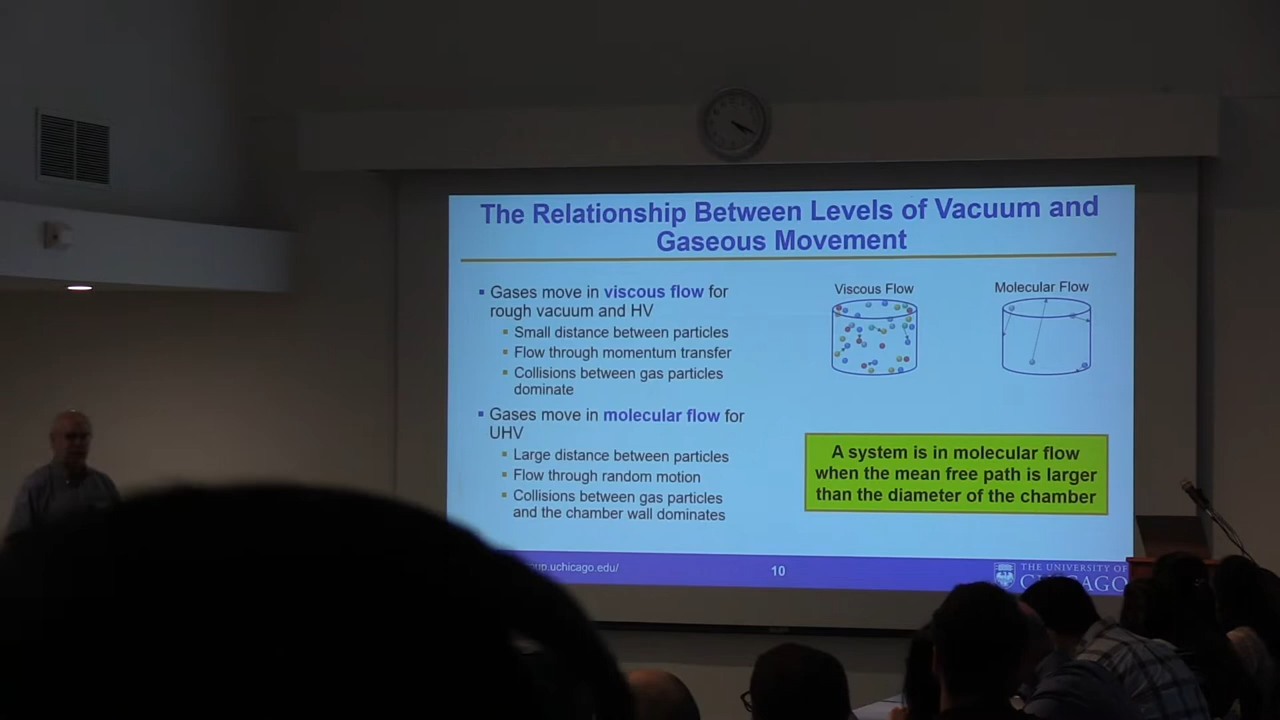 The Relationship Between Levels of Vacuum and
Gaseous Movement
Gases move in viscous flow for
rough vacuum and HV
Small distance between particles
Flow through momentum transfer
Collisions between gas particles
dominate
Gases move in molecular flow for
UHV
Large distance between particles
Flow through random motion
Collisions between gas particles
and the chamber wall dominates
Viscous Flow
Molecular Flow
A system is in molecular flow
when the mean free path is larger
than the diameter of the chamber
.uchicago.edu/
10
THE UNIVERSITY OF
CHICAGO